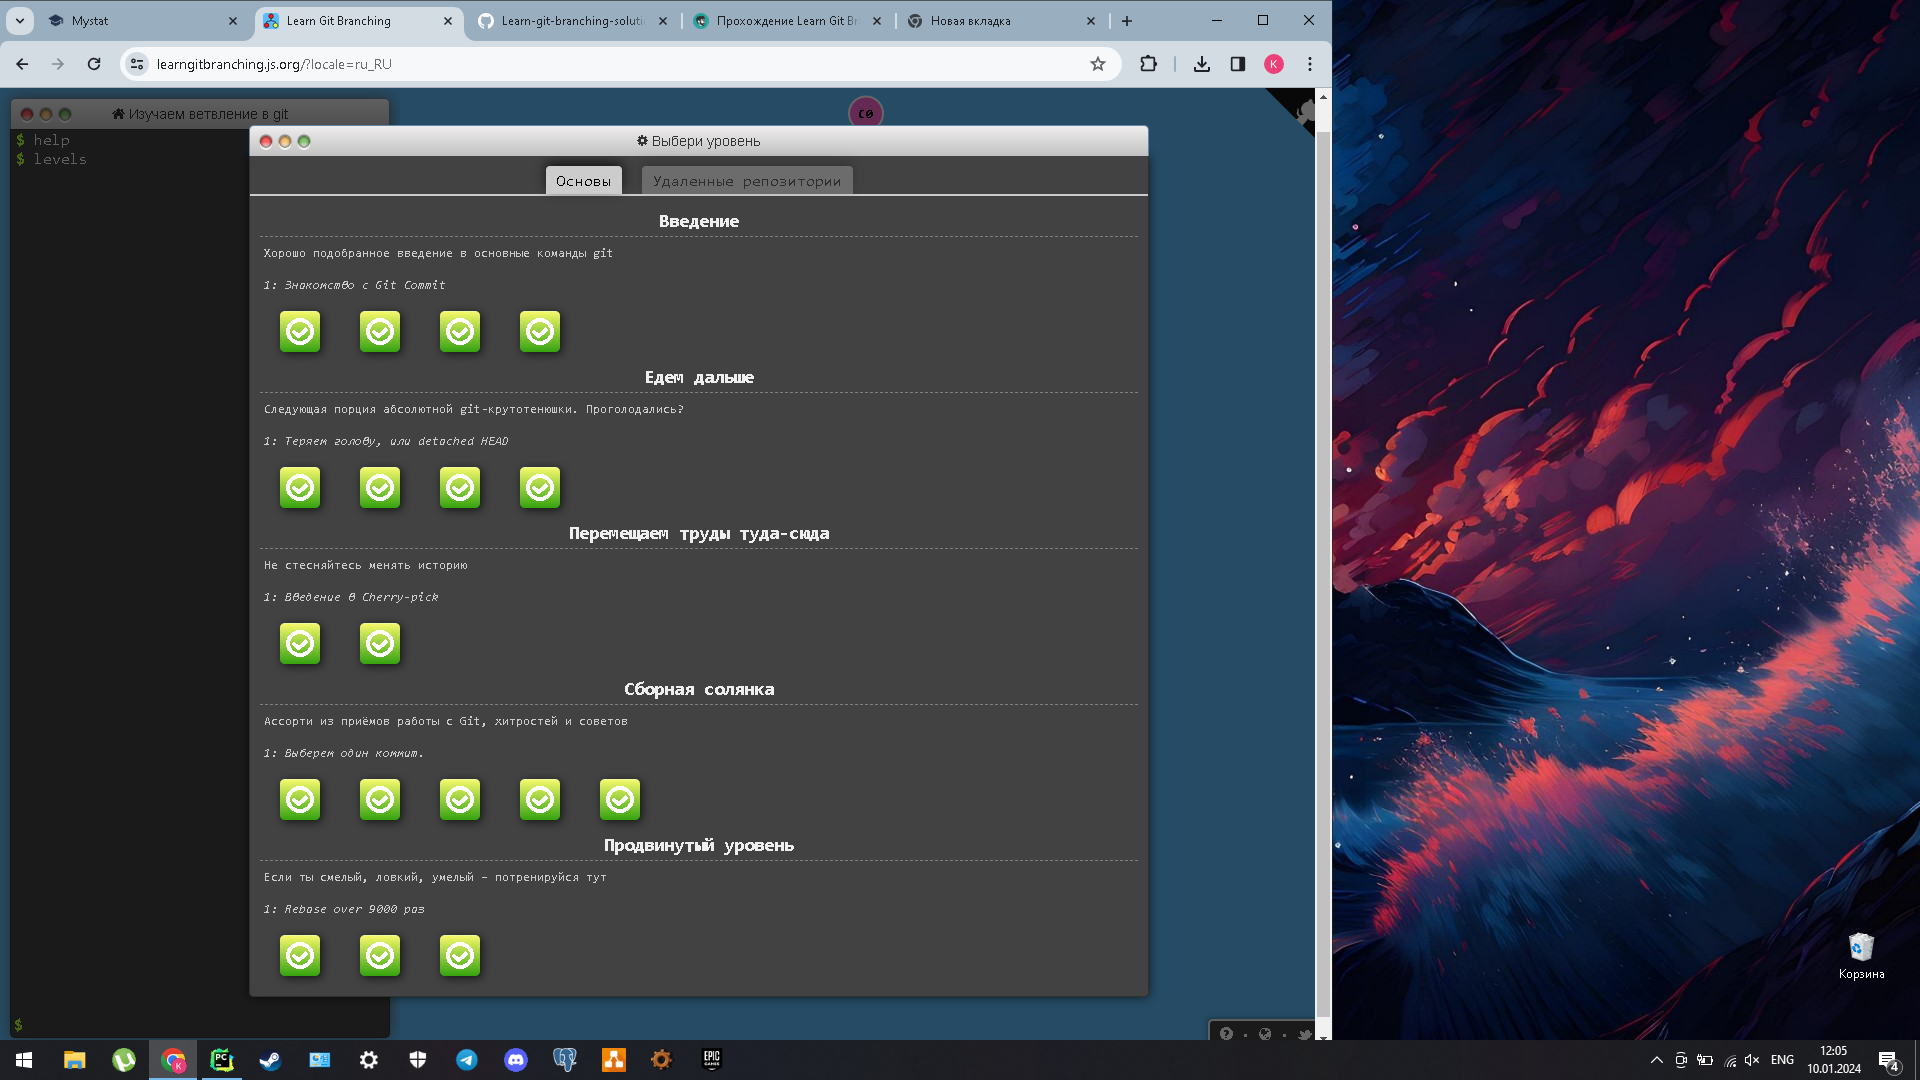 Mystat
Learn Git Branching
Learn-git-branching-soluti
Прохождение Learn Git Br
Новая вкладка
learngitbranching.js.org/?locale=ru_RU
K
Изучаем ветвление в git
$ help
$ levels
$
C0
Выбери уровень
Основы
Удаленные репозитории
Введение
Хорошо подобранное введение в основные команды git
1: Знакомство с Git Commit
Едем дальше
Следующая порция абсолютной git-крутотенюшки. Проголодались?
1: Теряем голову, или detached HEAD
Перемещаем труды туда-сюда
Не стесняйтесь менять историю
1: Введение в Cherry-pick
Сборная солянка
Ассорти из приёмов работы с Git, хитростей и советов
1: Выберем один коммит.
Продвинутый уровень
Если ты смелый, ловкий, умелый – потренируйся тут
1: Rebase over 9000 раз
Корзина
K
PC
EPIC
GAMES
ENG
12:05
10.01.2024
4